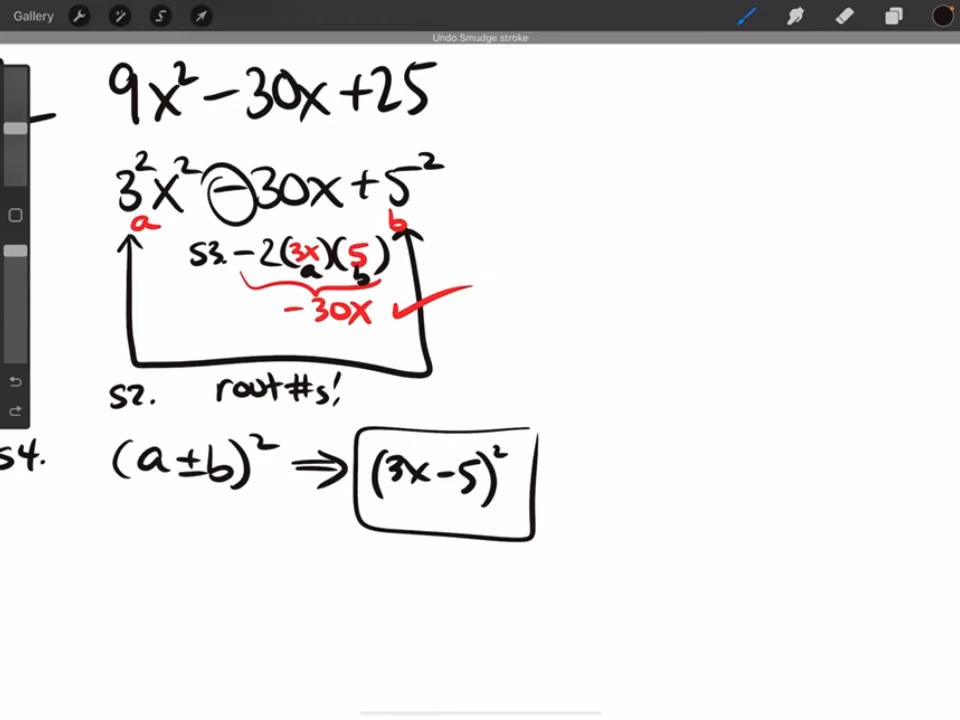 Gallery
Undo Smudge stroke
9x² - 30x + 25
3²x² - 30x + 5²
a b
S3. -2(3x)(5)
a b
-30x ✓
S2. root #s!
S4. (a ± b)² ⇒ (3x - 5)²